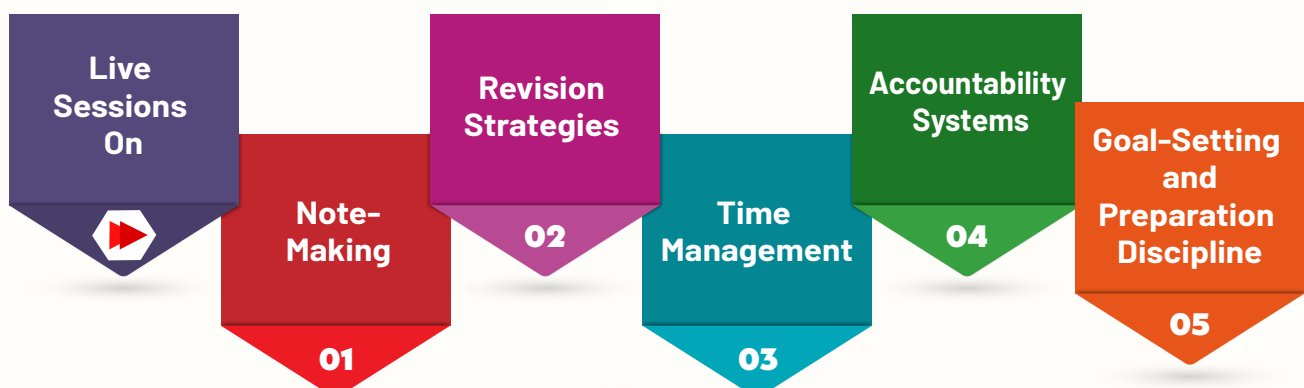 Live
Sessions
On
Note-
Making
01
Revision
Strategies
02
Time
Management
03
Accountability
Systems
04
Goal-Setting
and
Preparation
Discipline
05